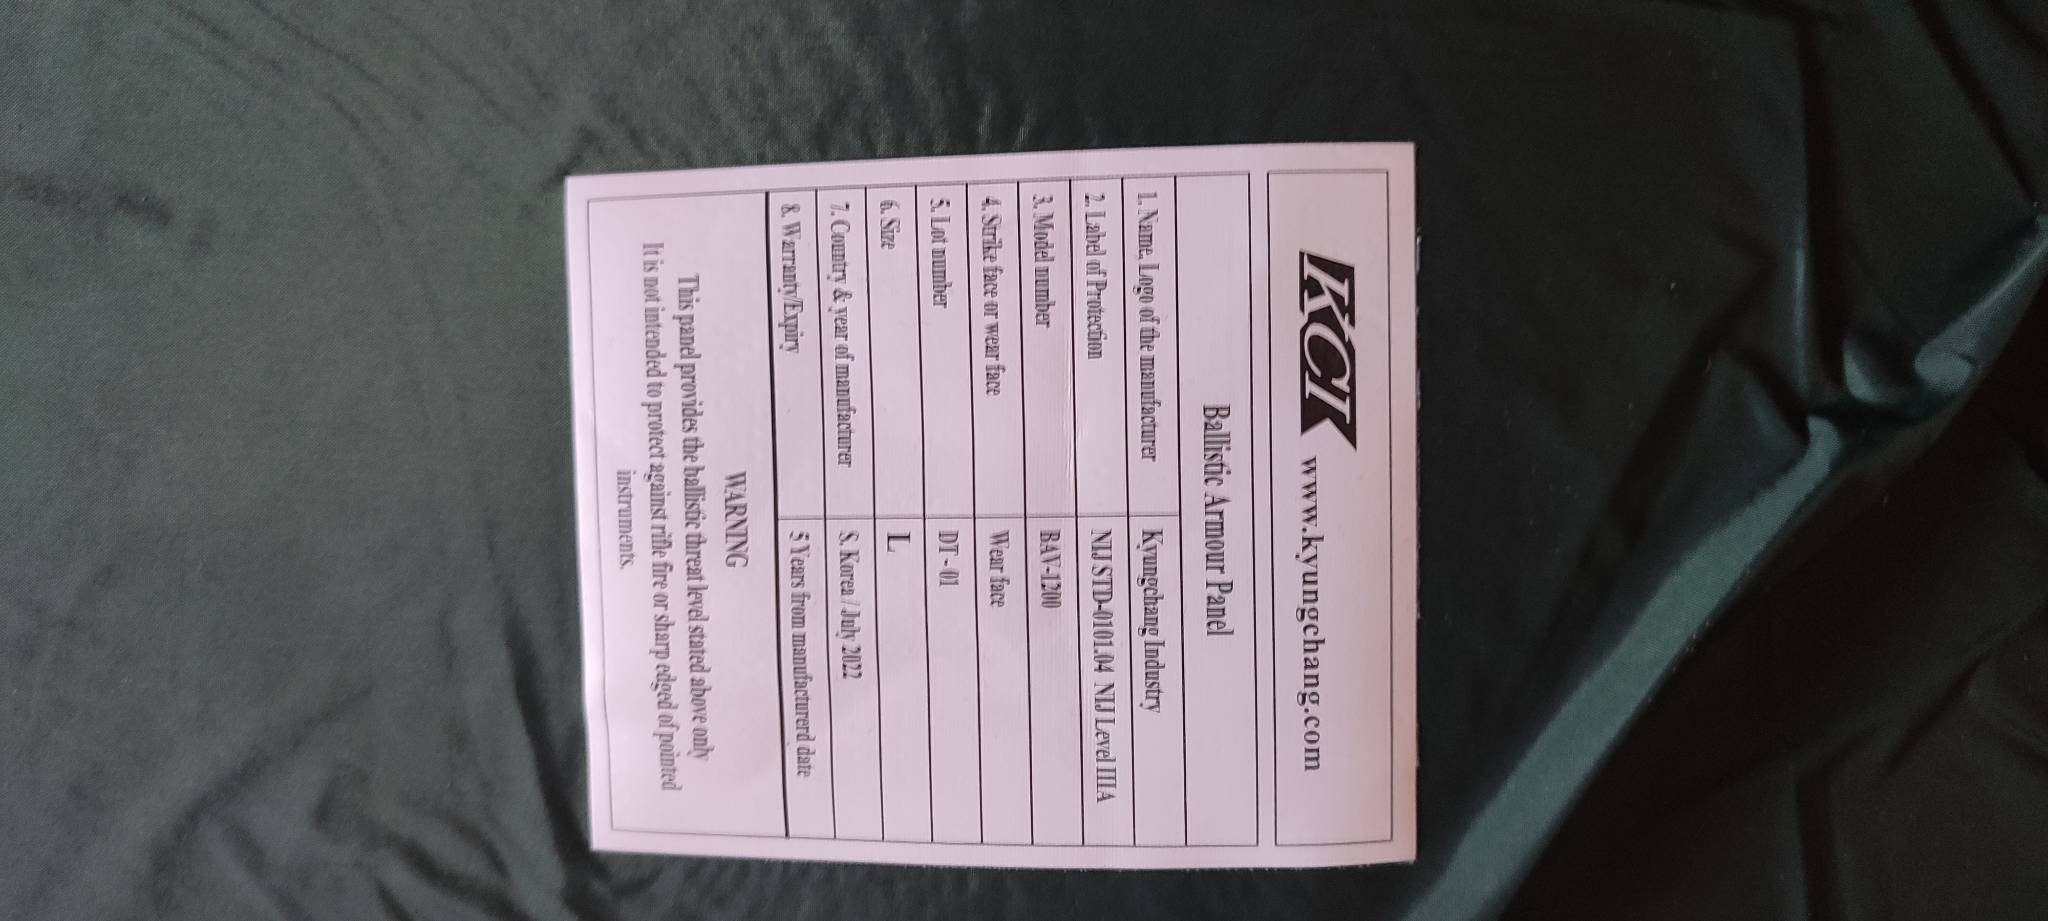 KCK www.kyungchang.com
Ballistic Armour Panel
1. Name, Logo of the manufacturer Kyungchang Industry
2. Label of Protection NIJ STD-0101.04 NIJ Level IIIA
3. Model number BAV-1200
4. Strike face or wear face Wear face
5. Lot number DT - 01
6. Size L
7. Country & year of manufacturer S. Korea / July 2022
8. Warranty/Expiry 5 Years from manufacturerd date
WARNING
This panel provides the ballistic threat level stated above only
It is not intended to protect against rifle fire or sharp edged of pointed
instruments.